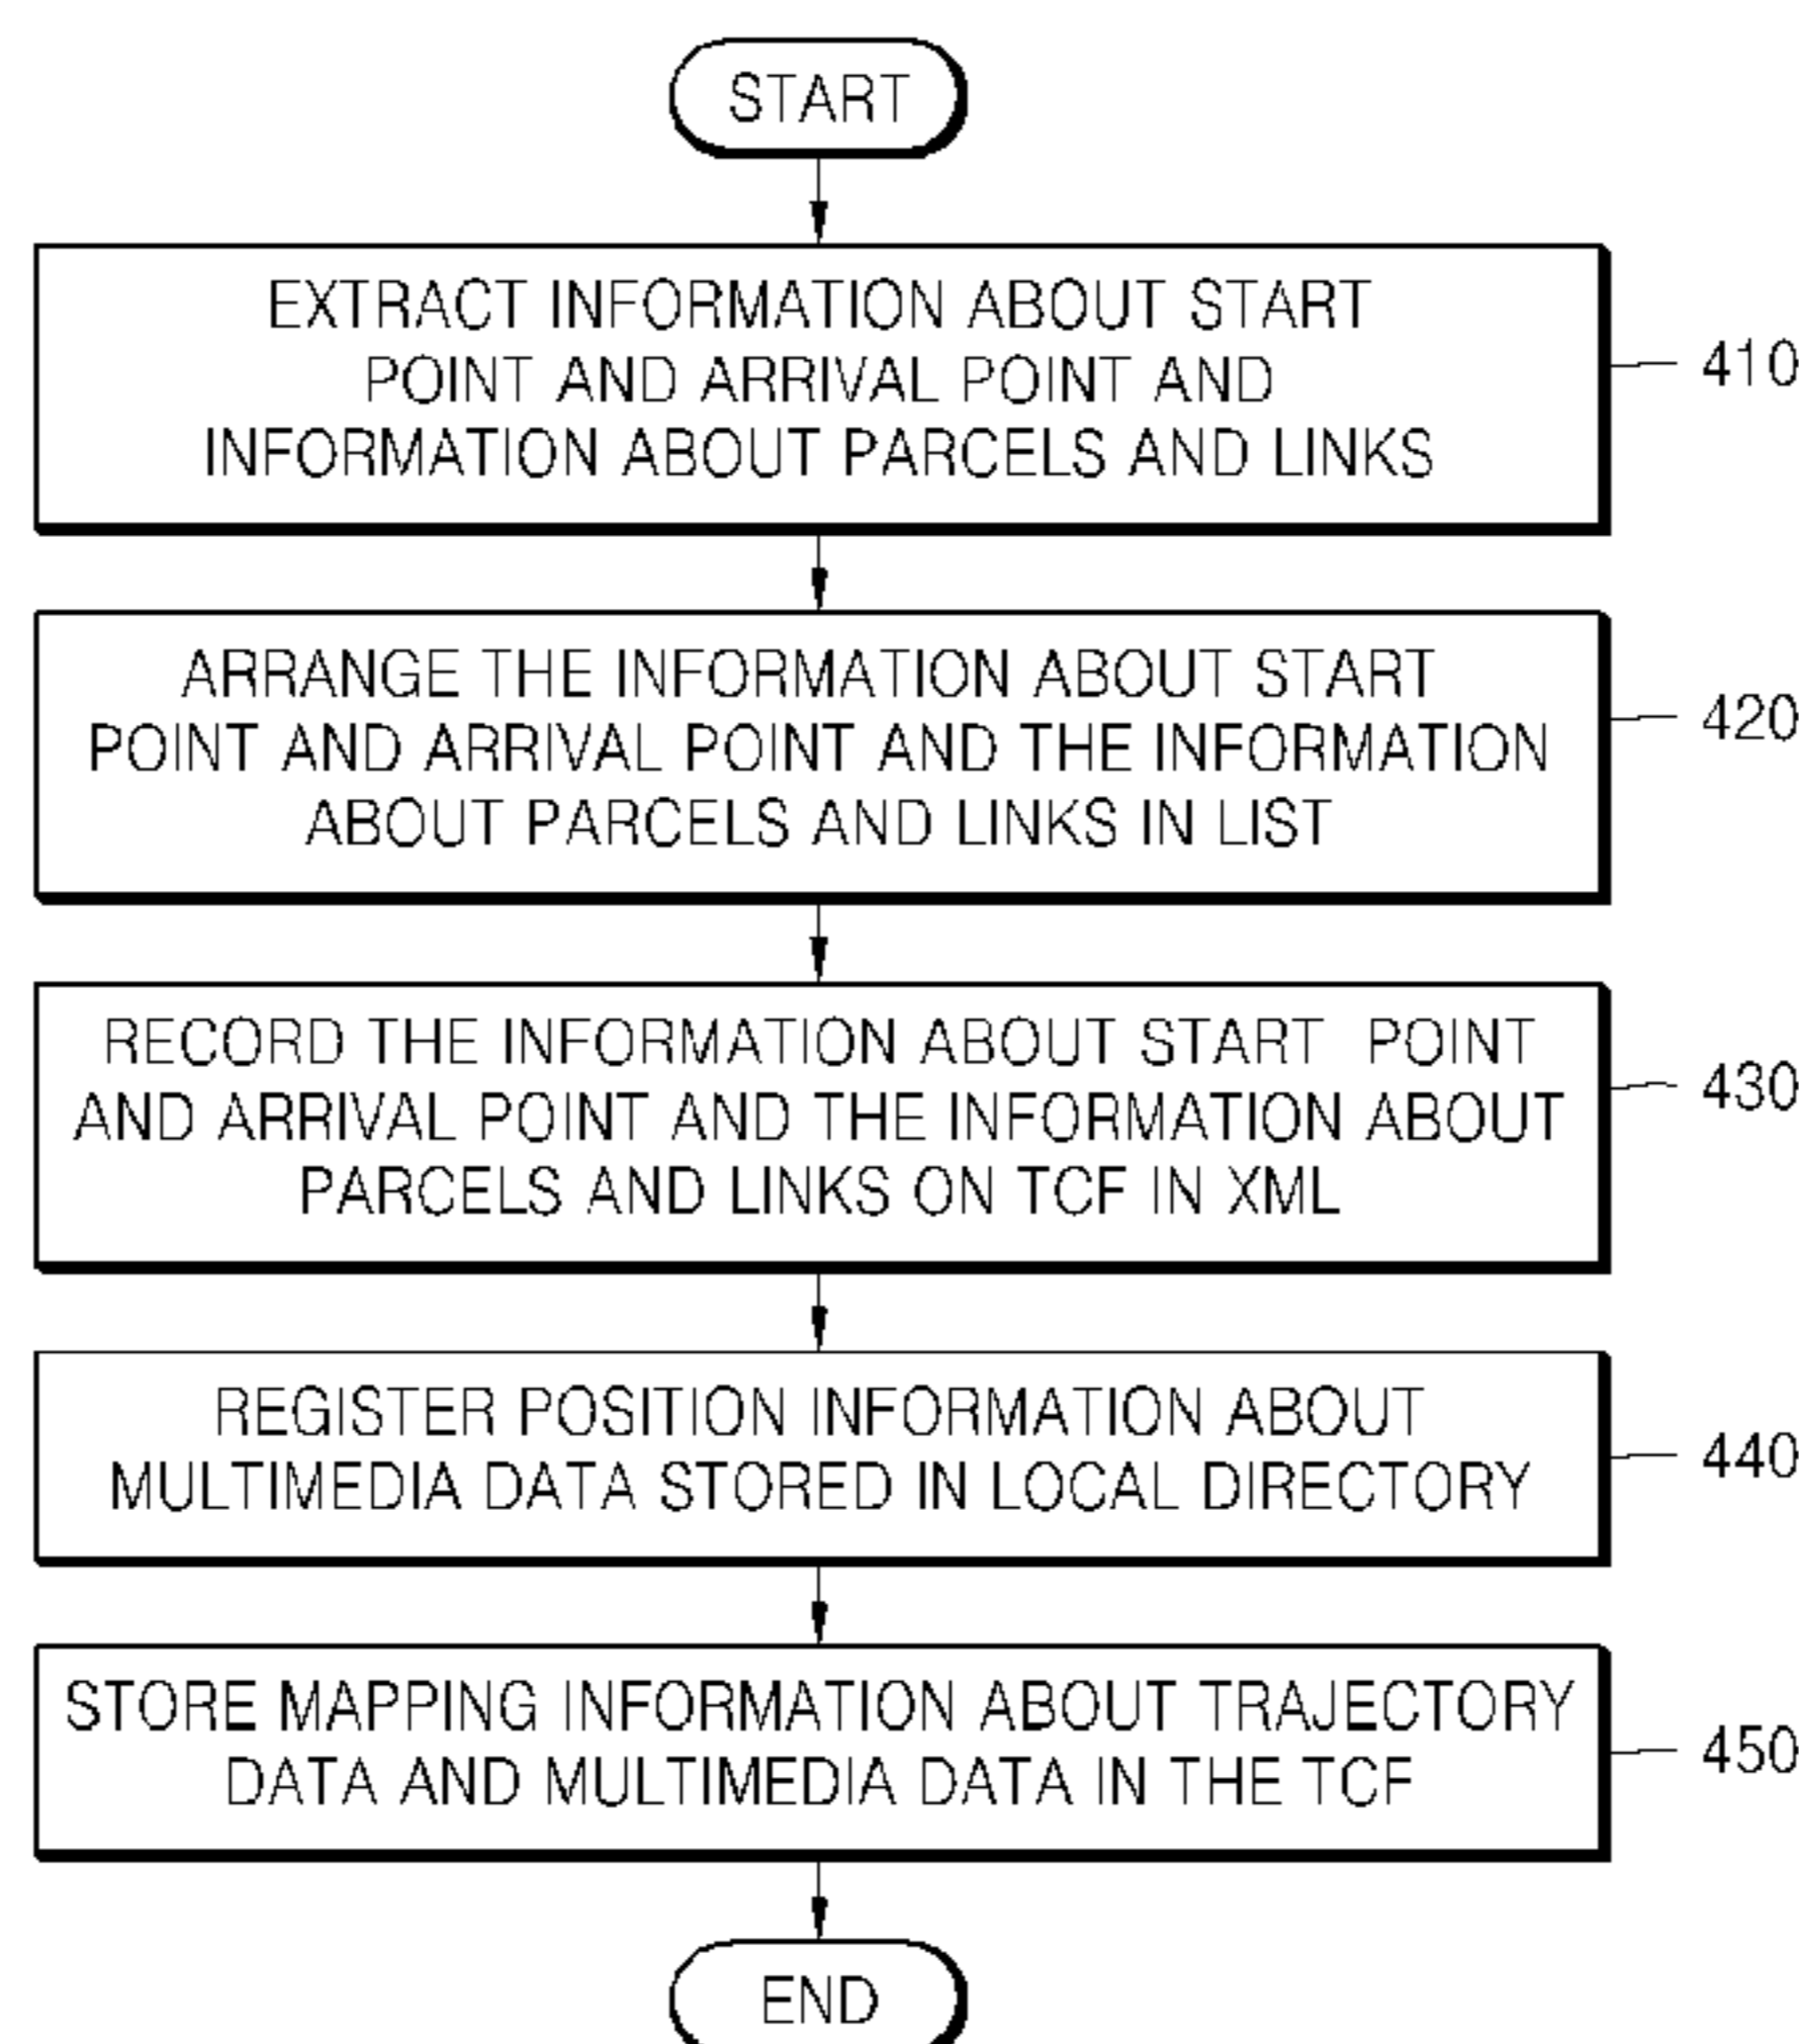 START
EXTRACT INFORMATION ABOUT START
POINT AND ARRIVAL POINT AND
INFORMATION ABOUT PARCELS AND LINKS
410
ARRANGE THE INFORMATION ABOUT START
POINT AND ARRIVAL POINT AND THE INFORMATION
ABOUT PARCELS AND LINKS IN LIST
420
RECORD THE INFORMATION ABOUT START POINT
AND ARRIVAL POINT AND THE INFORMATION ABOUT
PARCELS AND LINKS ON TCF IN XML
430
REGISTER POSITION INFORMATION ABOUT
MULTIMEDIA DATA STORED IN LOCAL DIRECTORY
440
STORE MAPPING INFORMATION ABOUT TRAJECTORY
DATA AND MULTIMEDIA DATA IN THE TCF
450
END